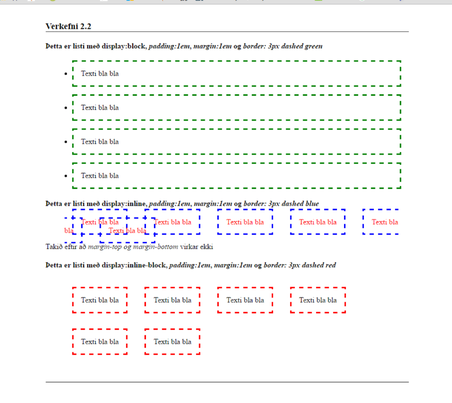 Verkefni 2.2
Þetta er listi með display:block, padding:1em, margin:1em og border: 3px dashed green
Texti bla bla
Texti bla bla
Texti bla bla
Texti bla bla
Þetta er listi með display:inline, padding:1em, margin:1em og border: 3px dashed blue
Texti bla bla Texti bla bla Texti bla bla Texti bla bla Texti bla
bla Texti bla bla
Takið eftir að margin-top og margin-bottom virkar ekki
Þetta er listi með display:inline-block, padding:1em, margin:1em og border: 3px dashed red
Texti bla bla Texti bla bla Texti bla bla Texti bla bla
Texti bla bla Texti bla bla